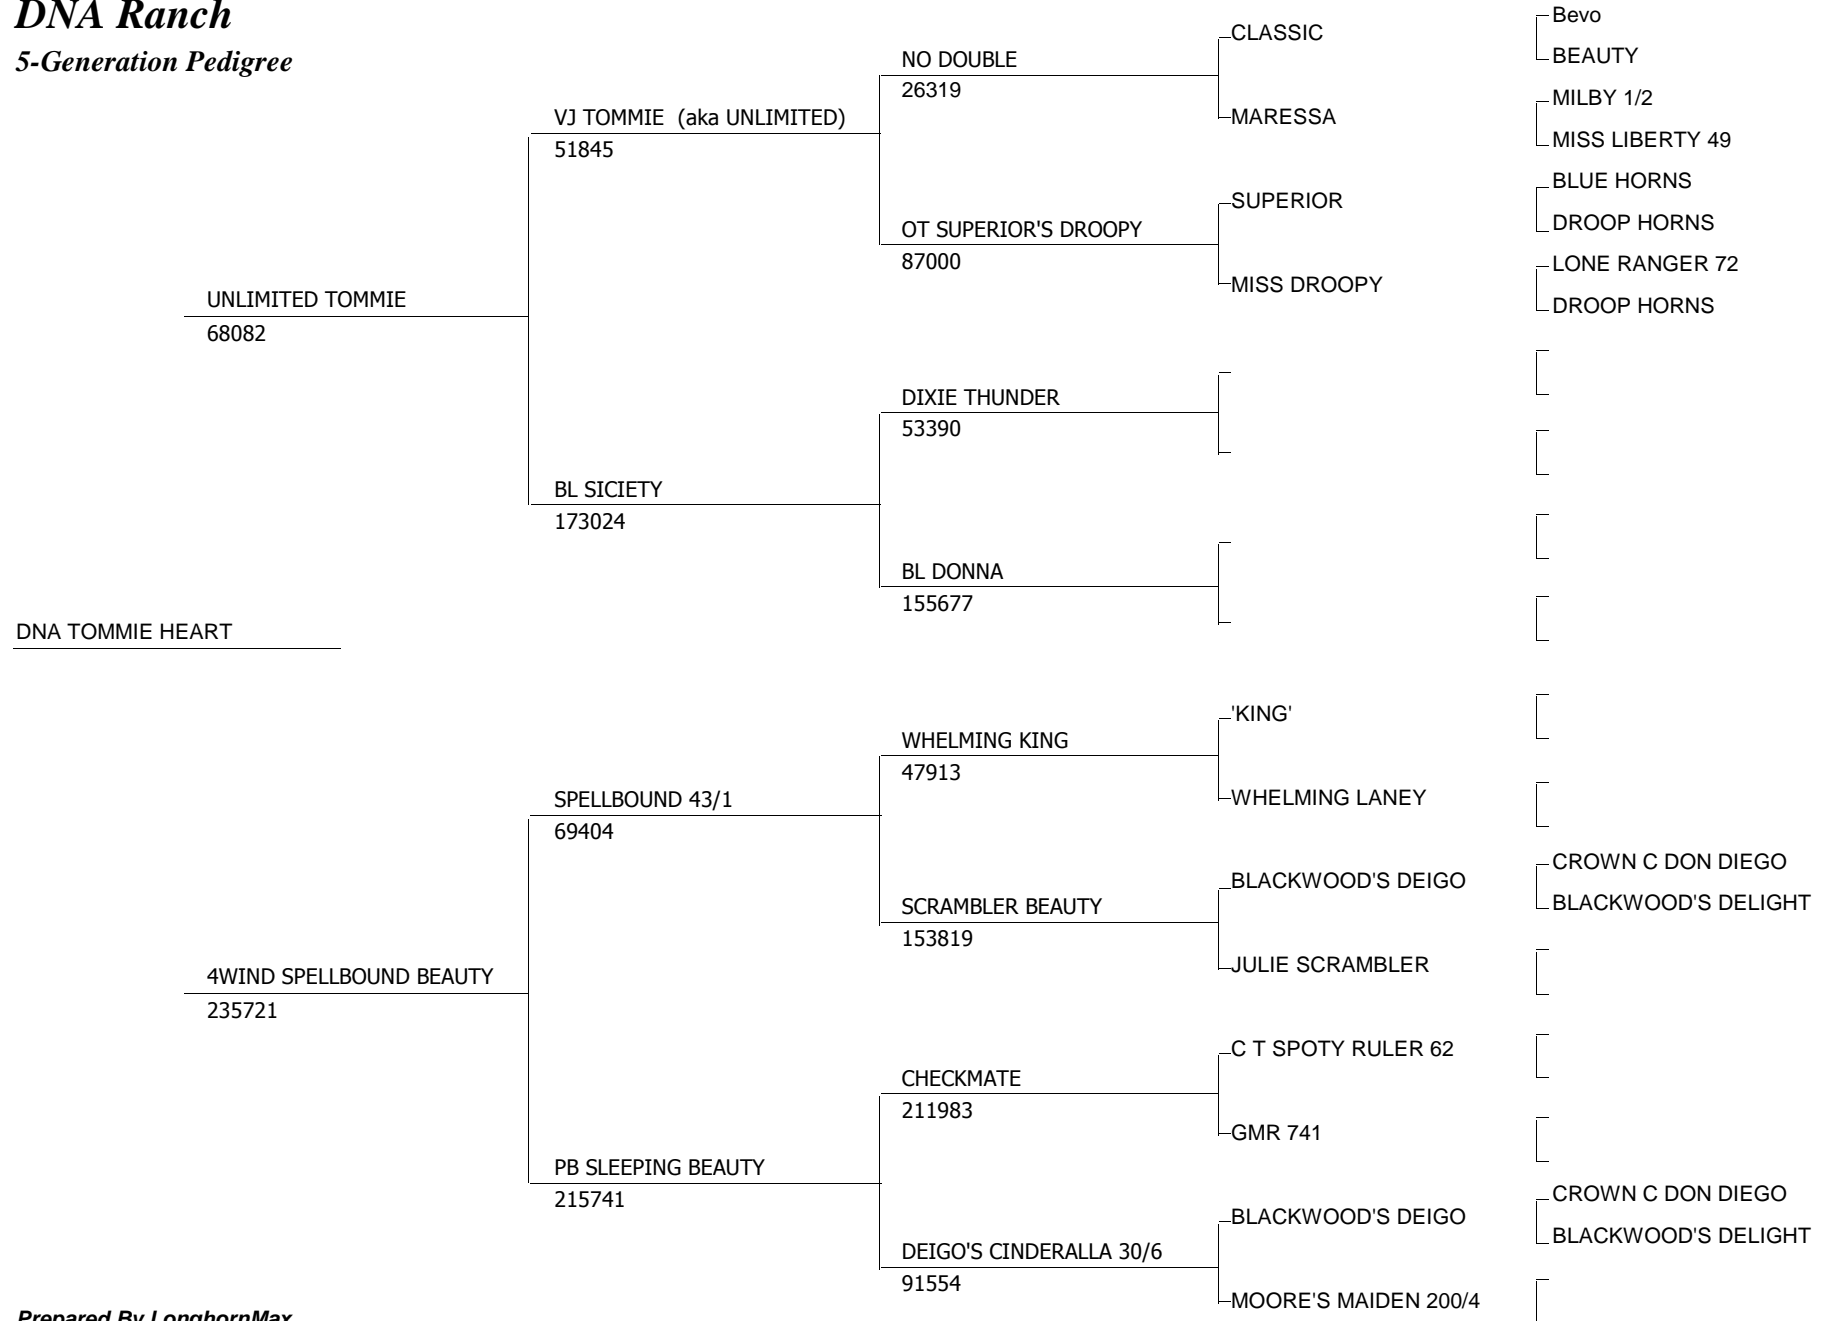 DNA Ranch
5-Generation Pedigree
Bevo
CLASSIC
BEAUTY
NO DOUBLE
26319
MILBY 1/2
VJ TOMMIE (aka UNLIMITED)
MARESSA
51845
MISS LIBERTY 49
BLUE HORNS
SUPERIOR
DROOP HORNS
OT SUPERIOR'S DROOPY
87000
LONE RANGER 72
MISS DROOPY
UNLIMITED TOMMIE
DROOP HORNS
68082
DIXIE THUNDER
53390
BL SICIETY
173024
BL DONNA
155677
DNA TOMMIE HEART
'KING'
WHELMING KING
47913
SPELLBOUND 43/1
WHELMING LANEY
69404
CROWN C DON DIEGO
BLACKWOOD'S DEIGO
BLACKWOOD'S DELIGHT
SCRAMBLER BEAUTY
153819
JULIE SCRAMBLER
4WIND SPELLBOUND BEAUTY
235721
C T SPOTY RULER 62
CHECKMATE
211983
GMR 741
PB SLEEPING BEAUTY
215741
CROWN C DON DIEGO
BLACKWOOD'S DEIGO
BLACKWOOD'S DELIGHT
DEIGO'S CINDERALLA 30/6
91554
MOORE'S MAIDEN 200/4
Prepared By LonghornMax